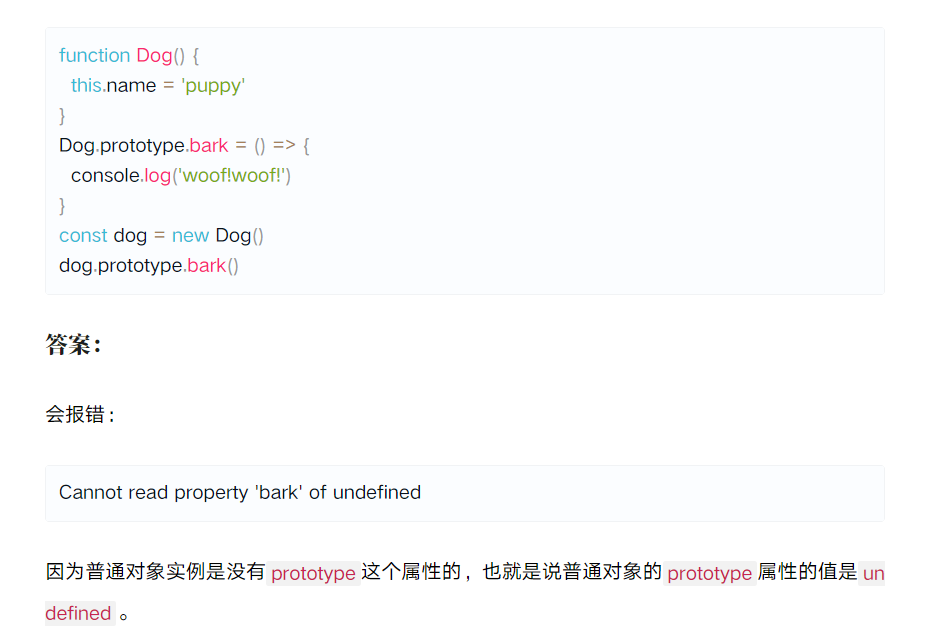 function Dog() {
  this.name = 'puppy'
}
Dog.prototype.bark = () => {
  console.log('woof!woof!')
}
const dog = new Dog()
dog.prototype.bark()
答案：
会报错：
Cannot read property 'bark' of undefined
因为普通对象实例是没有 prototype 这个属性的，也就是说普通对象的 prototype 属性的值是 un
defined 。